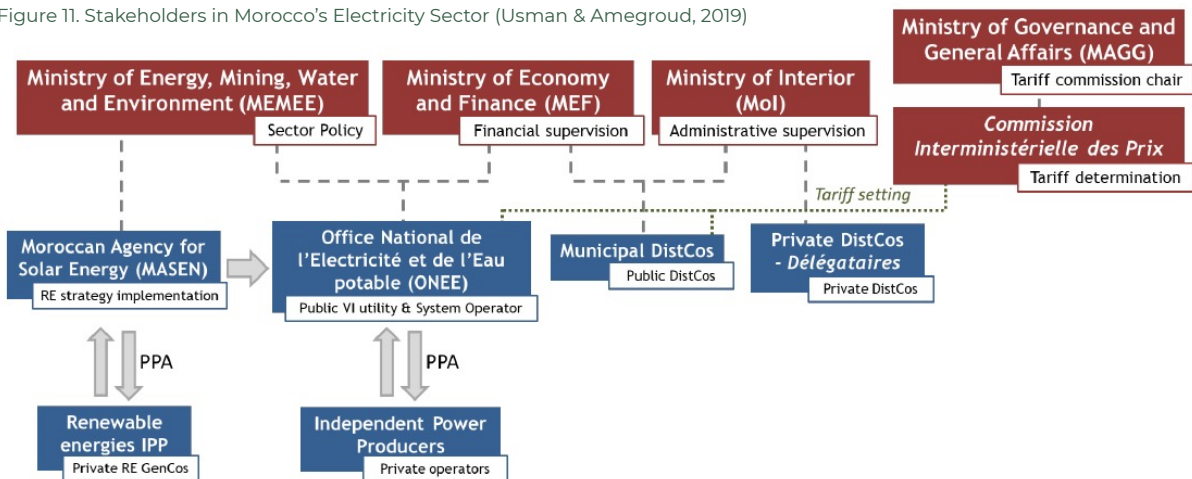 Figure 11. Stakeholders in Morocco's Electricity Sector (Usman & Amegroud, 2019)
Ministry of Governance and
General Affairs (MAGG)
Tariff commission chair
Ministry of Energy, Mining, Water
and Environment (MEMEE)
Sector Policy
Ministry of Economy
and Finance (MEF)
Financial supervision
Ministry of Interior
(MoI)
Administrative supervision
Commission
Interministérielle des Prix
Tariff determination
Tariff setting
Moroccan Agency for
Solar Energy (MASEN)
RE strategy implementation
Office National de
l'Electricité et de l'Eau
potable (ONEE)
Public VI utility & System Operator
Municipal DistCos
Public DistCos
Private DistCos
- Délégataires
Private DistCos
PPA
PPA
Renewable
energies IPP
Private RE GenCos
Independent Power
Producers
Private operators